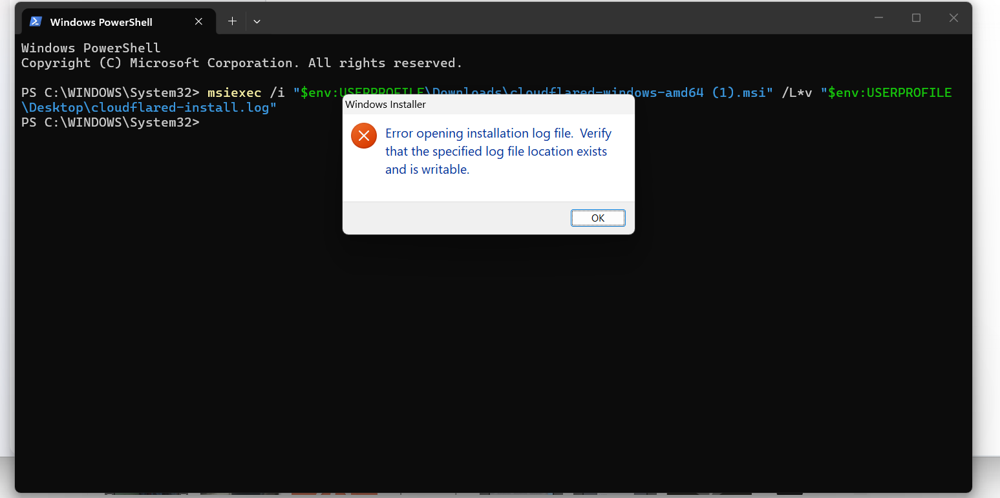 Windows PowerShell
Windows PowerShell
Copyright (C) Microsoft Corporation. All rights reserved.
PS C:\WINDOWS\System32> msiexec /i "$env:USERPROFILE\Downloads\cloudflared-windows-amd64 (1).msi" /L*v "$env:USERPROFILE
\Desktop\cloudflared-install.log"
PS C:\WINDOWS\System32>
Windows Installer
Error opening installation log file. Verify
that the specified log file location exists
and is writable.
OK